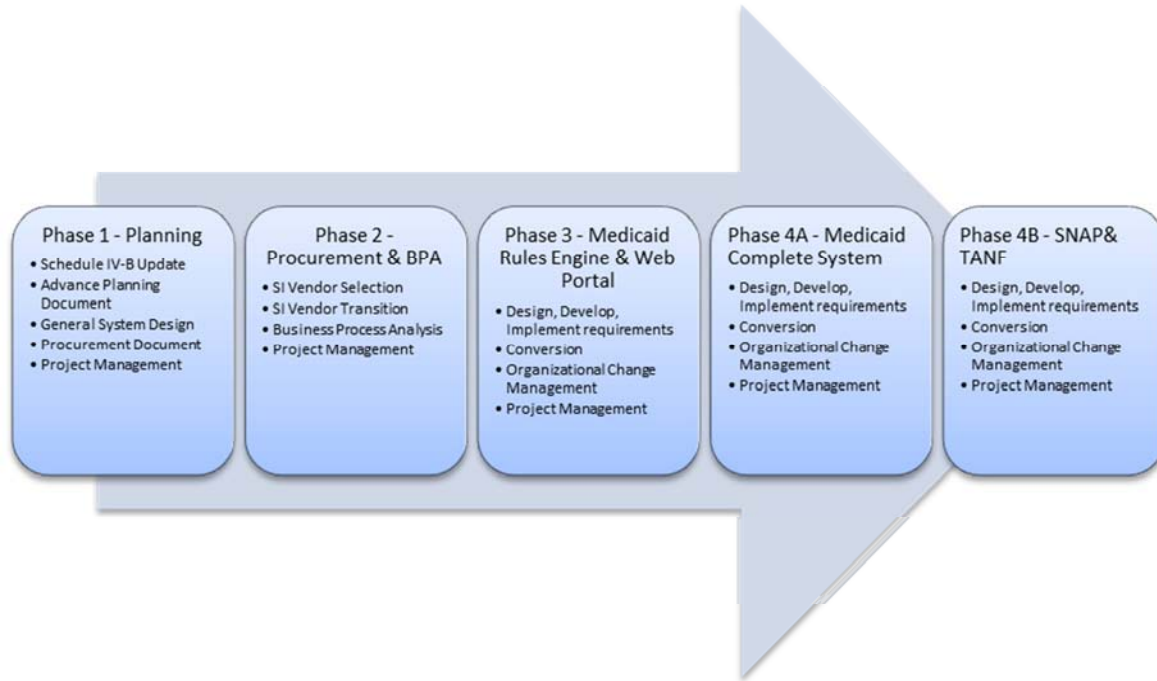 Phase 1 - Planning
• Schedule IV-B Update
• Advance Planning
Document
• General System Design
• Procurement Document
• Project Management
Phase 2 -
Procurement & BPA
• SI Vendor Selection
• SI Vendor Transition
• Business Process Analysis
• Project Management
Phase 3 - Medicaid
Rules Engine & Web
Portal
• Design, Develop,
Implement requirements
• Conversion
• Organizational Change
Management
• Project Management
Phase 4A - Medicaid
Complete System
• Design, Develop,
Implement requirements
• Conversion
• Organizational Change
Management
• Project Management
Phase 4B - SNAP&
TANF
• Design, Develop,
Implement requirements
• Conversion
• Organizational Change
Management
• Project Management